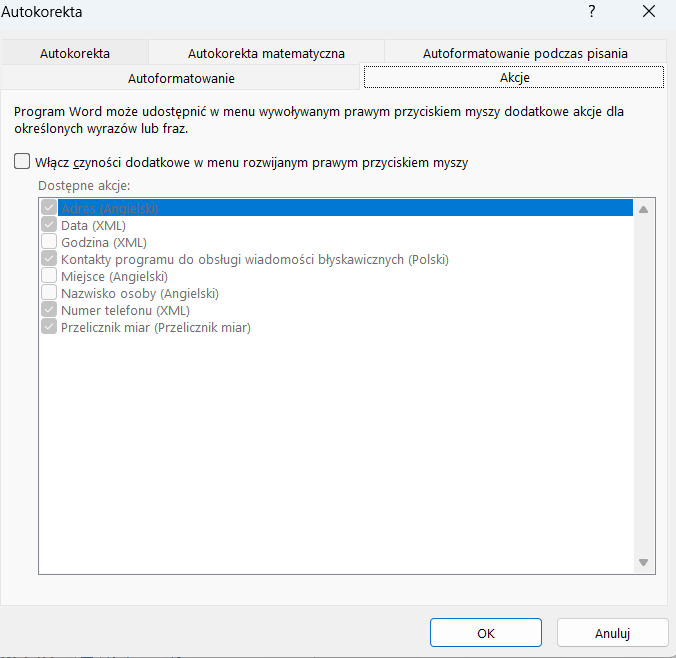 Autokorekta
?
Autokorekta
Autokorekta matematyczna
Autoformatowanie podczas pisania
Autoformatowanie
Akcje
Program Word może udostępnić w menu wywoływanym prawym przyciskiem myszy dodatkowe akcje dla
określonych wyrazów lub fraz.
Włącz czyności dodatkowe w menu rozwijanym prawym przyciskiem myszy
Dostępne akcje:
Adres (Angielski)
Data (XML)
Godzina (XML)
Kontakty programu do obsługi wiadomości błyskawicznych (Polski)
Miejsce (Angielski)
Nazwisko osoby (Angielski)
Numer telefonu (XML)
Przelicznik miar (Przelicznik miar)
OK
Anuluj